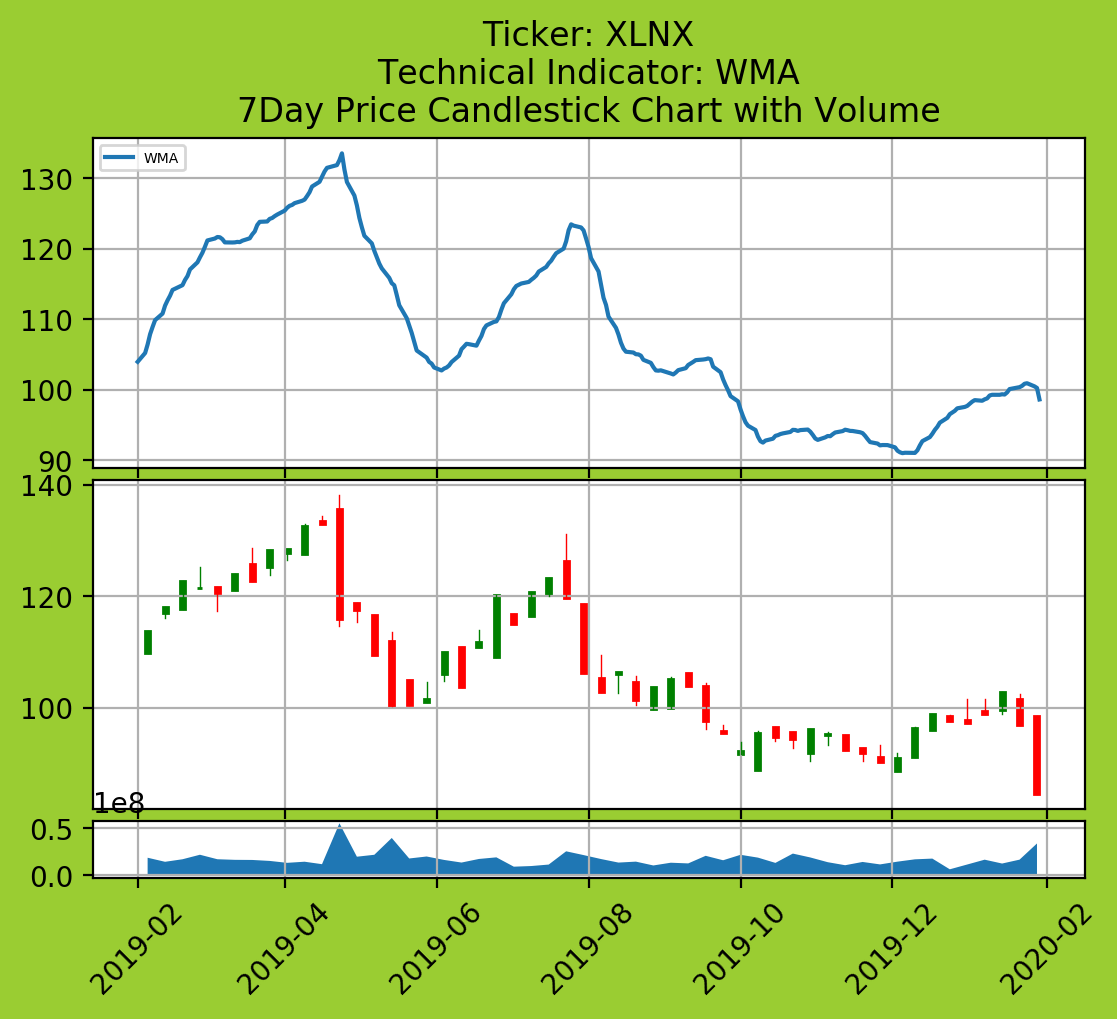 Ticker: XLNX
Technical Indicator: WMA
7Day Price Candlestick Chart with Volume
WMA
130
120
110
100
90
140
120
100
1e8
0.5
0.0
2019-02 2019-04 2019-06 2019-08 2019-10 2019-12 2020-02